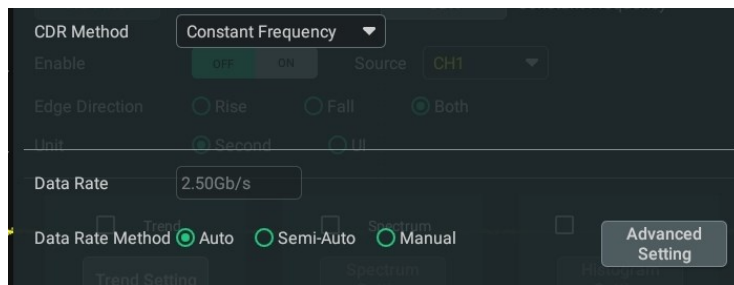 CDR Method Constant Frequency
Enable OFF ON Source CH1
Edge Direction Rise Fall Both
Unit Second UI
Data Rate 2.50Gb/s
Trend Spectrum
Data Rate Method Auto Semi-Auto Manual
Advanced Setting
Trend Setting Spectrum Histogram